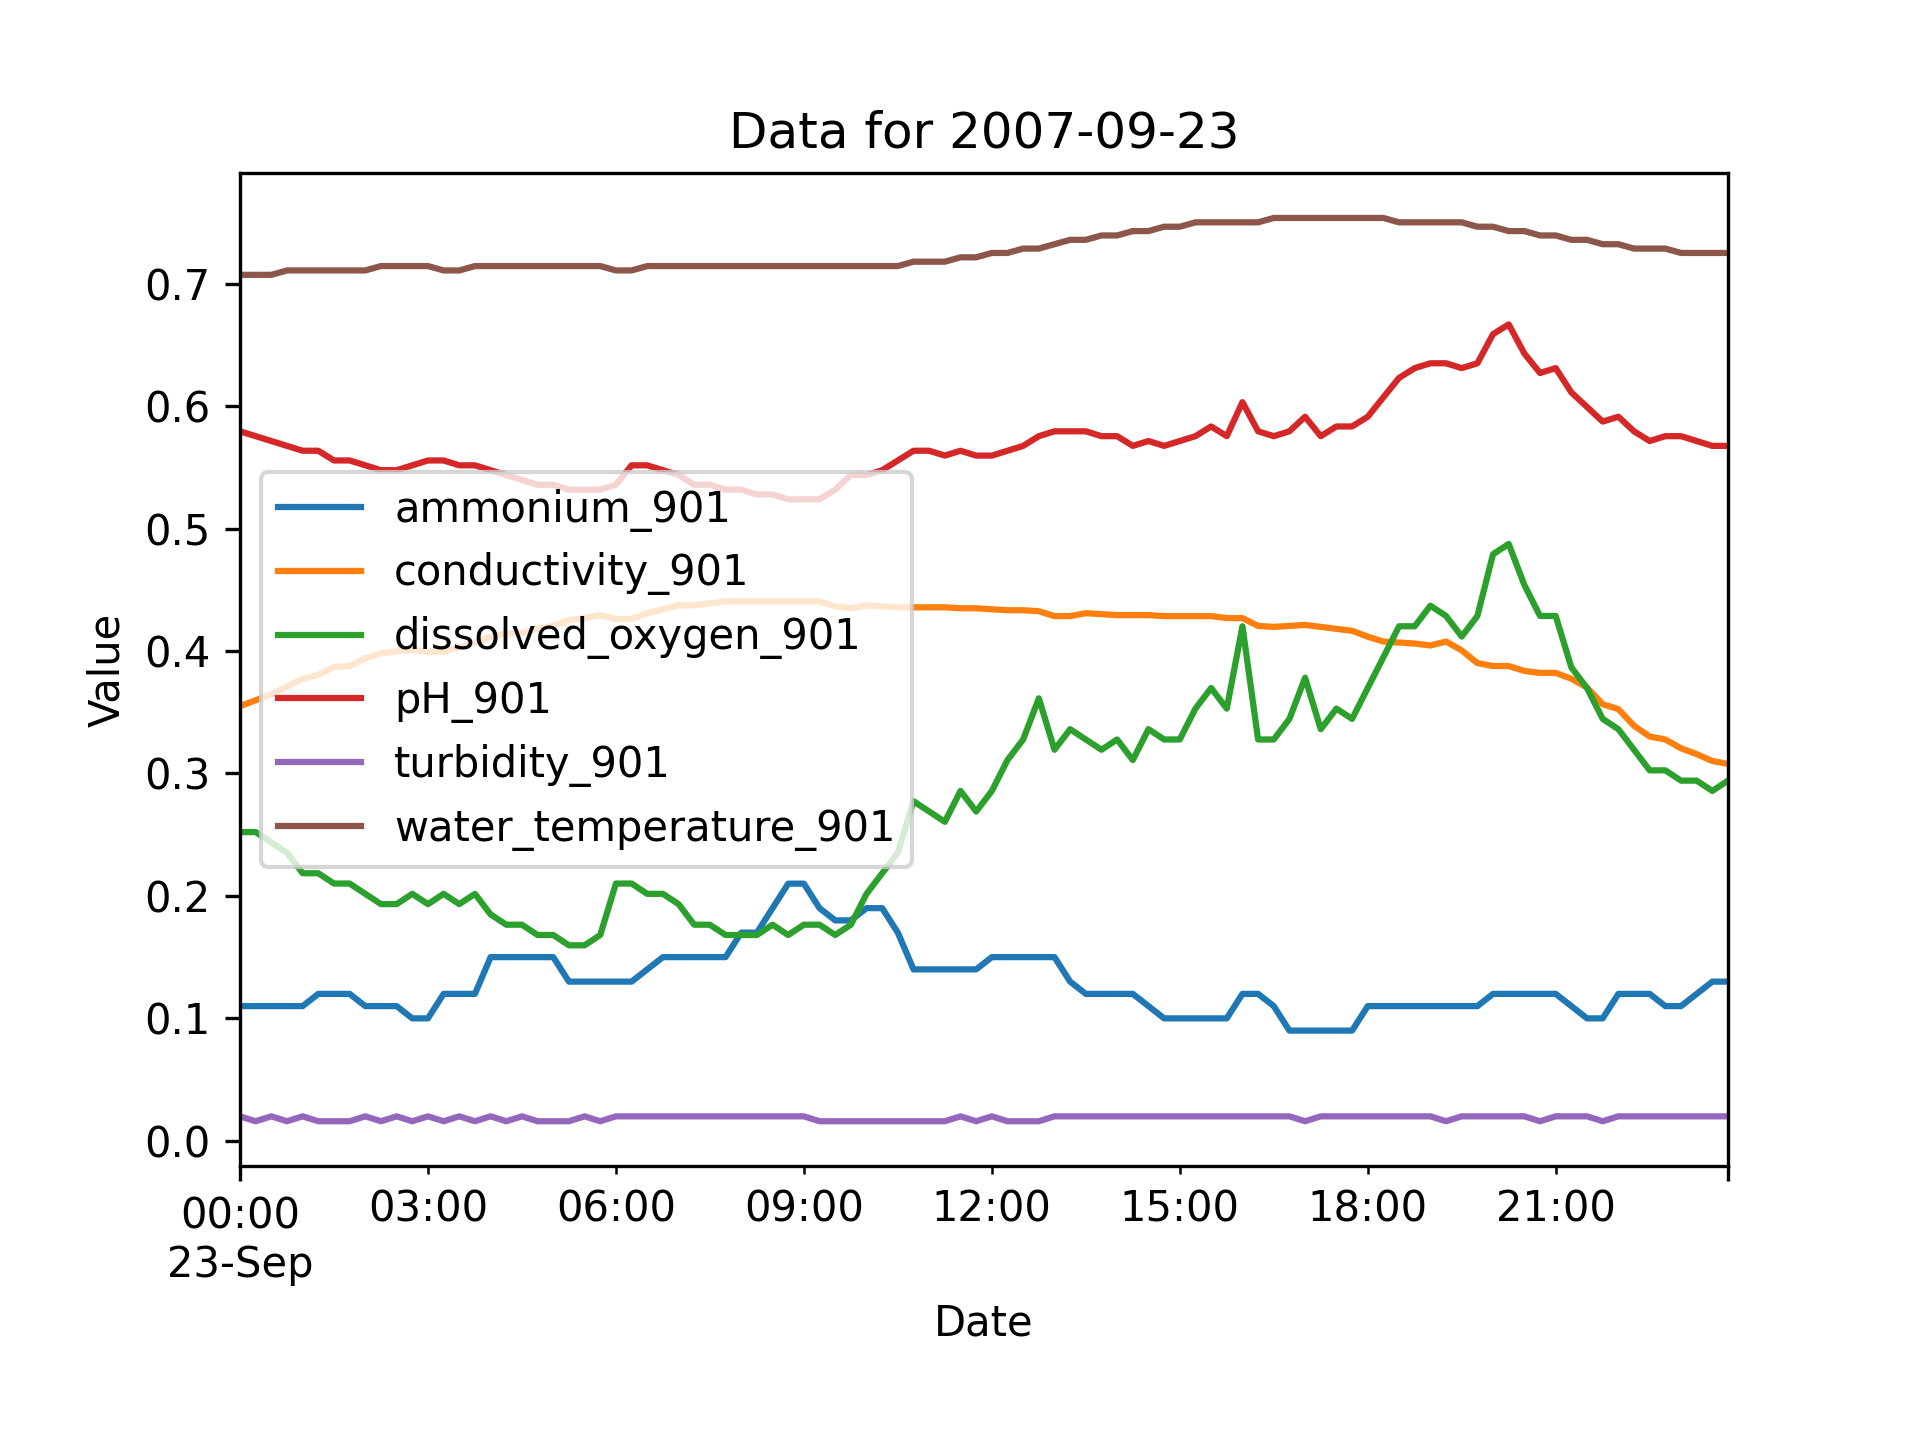 Data for 2007-09-23
Value
0.7
0.6
0.5
0.4
0.3
0.2
0.1
0.0
ammonium_901
conductivity_901
dissolved_oxygen_901
pH_901
turbidity_901
water_temperature_901
00:00 03:00 06:00 09:00 12:00 15:00 18:00 21:00
23-Sep
Date